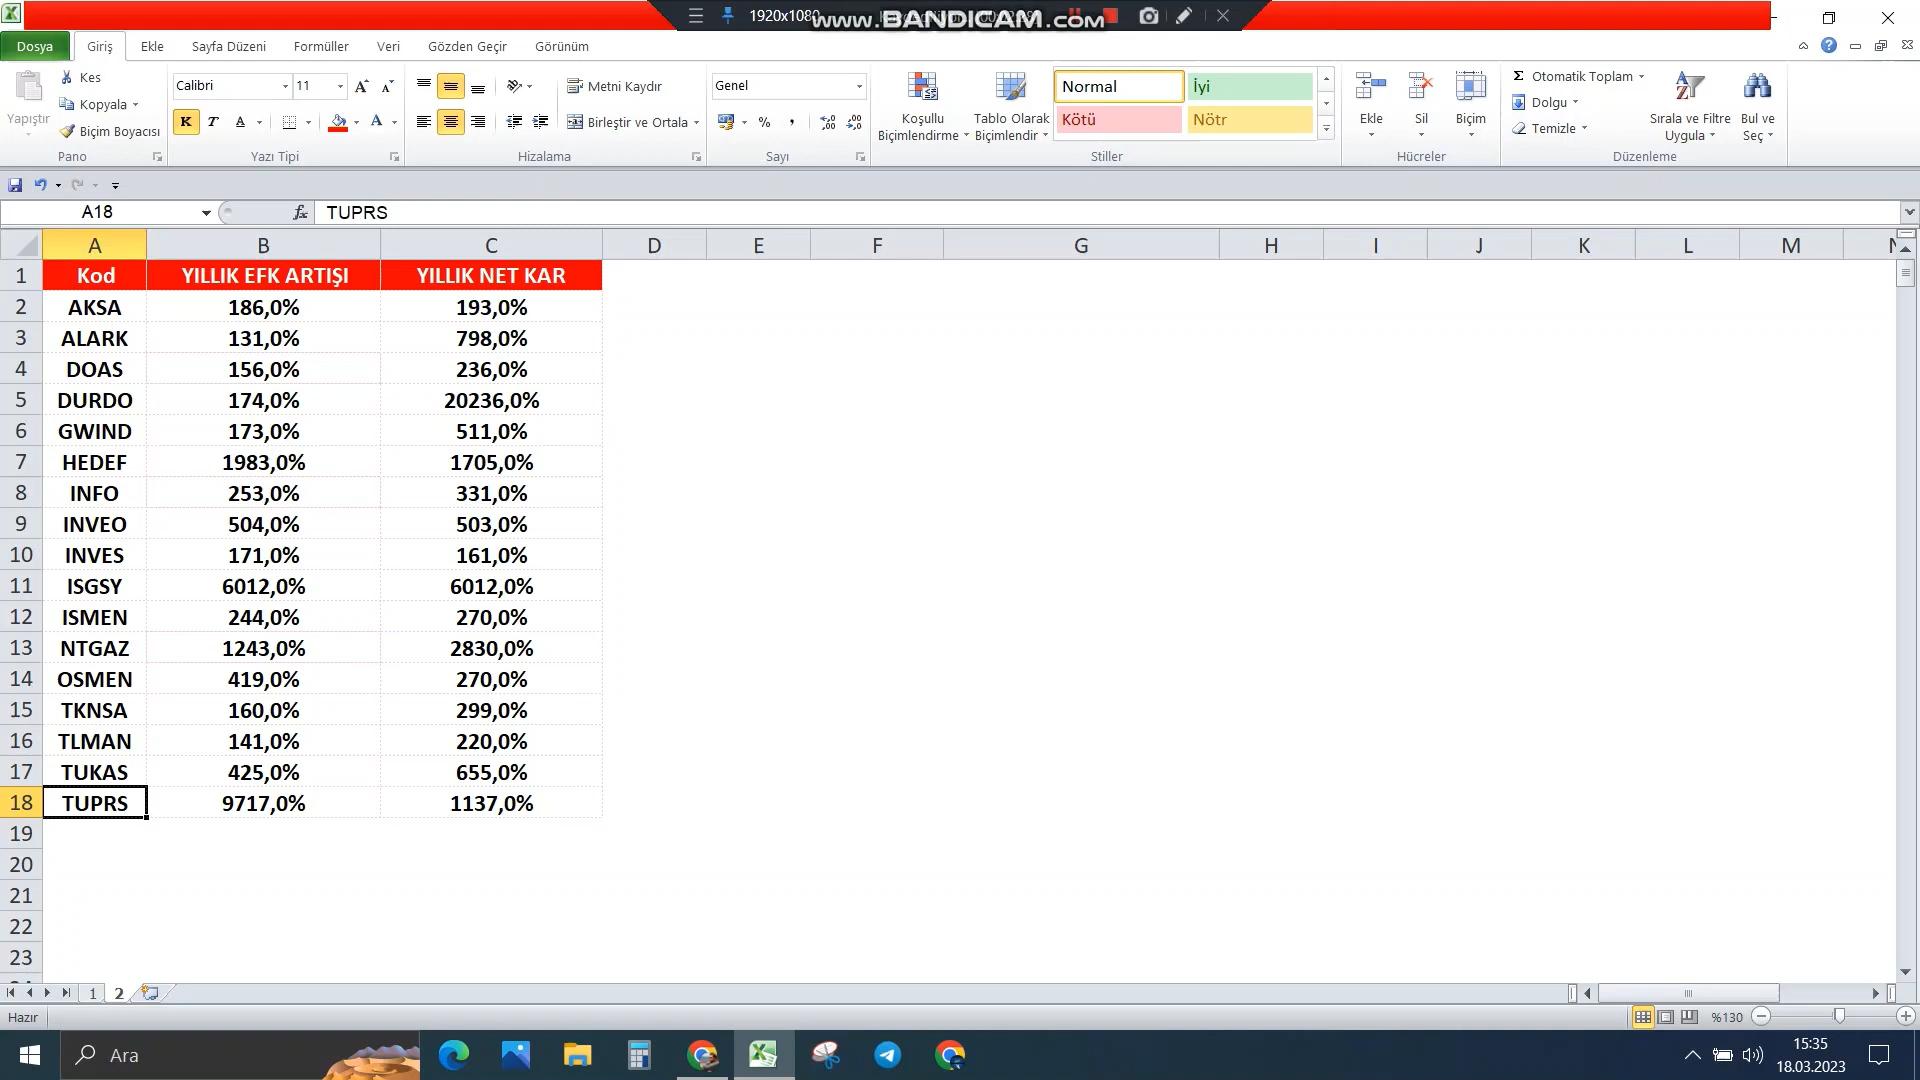 1920x1080
www.BANDICAM.com
Dosya Giriş Ekle Sayfa Düzeni Formüller Veri Gözden Geçir Görünüm
Yapıştır
Kes
Kopyala
Biçim Boyacısı
Pano
Calibri 11
K T A
A
Yazı Tipi
Metni Kaydır
Birleştir ve Ortala
Hizalama
Genel
%
Sayı
Koşullu Biçimlendirme
Tablo Olarak Biçimlendir
Normal İyi
Kötü Nötr
Stiller
Ekle Sil Biçim
Hücreler
Σ Otomatik Toplam
Dolgu
Temizle
Sırala ve Filtre Uygula
Bul ve Seç
Düzenleme
A18 fx TUPRS
A B C D E F G H I J K L M N
1 Kod YILLIK EFK ARTIŞI YILLIK NET KAR
2 AKSA 186,0% 193,0%
3 ALARK 131,0% 798,0%
4 DOAS 156,0% 236,0%
5 DURDO 174,0% 20236,0%
6 GWIND 173,0% 511,0%
7 HEDEF 1983,0% 1705,0%
8 INFO 253,0% 331,0%
9 INVEO 504,0% 503,0%
10 INVES 171,0% 161,0%
11 ISGSY 6012,0% 6012,0%
12 ISMEN 244,0% 270,0%
13 NTGAZ 1243,0% 2830,0%
14 OSMEN 419,0% 270,0%
15 TKNSA 160,0% 299,0%
16 TLMAN 141,0% 220,0%
17 TUKAS 425,0% 655,0%
18 TUPRS 9717,0% 1137,0%
19
20
21
22
23
1 2
Hazır %130
Ara
15:35
18.03.2023